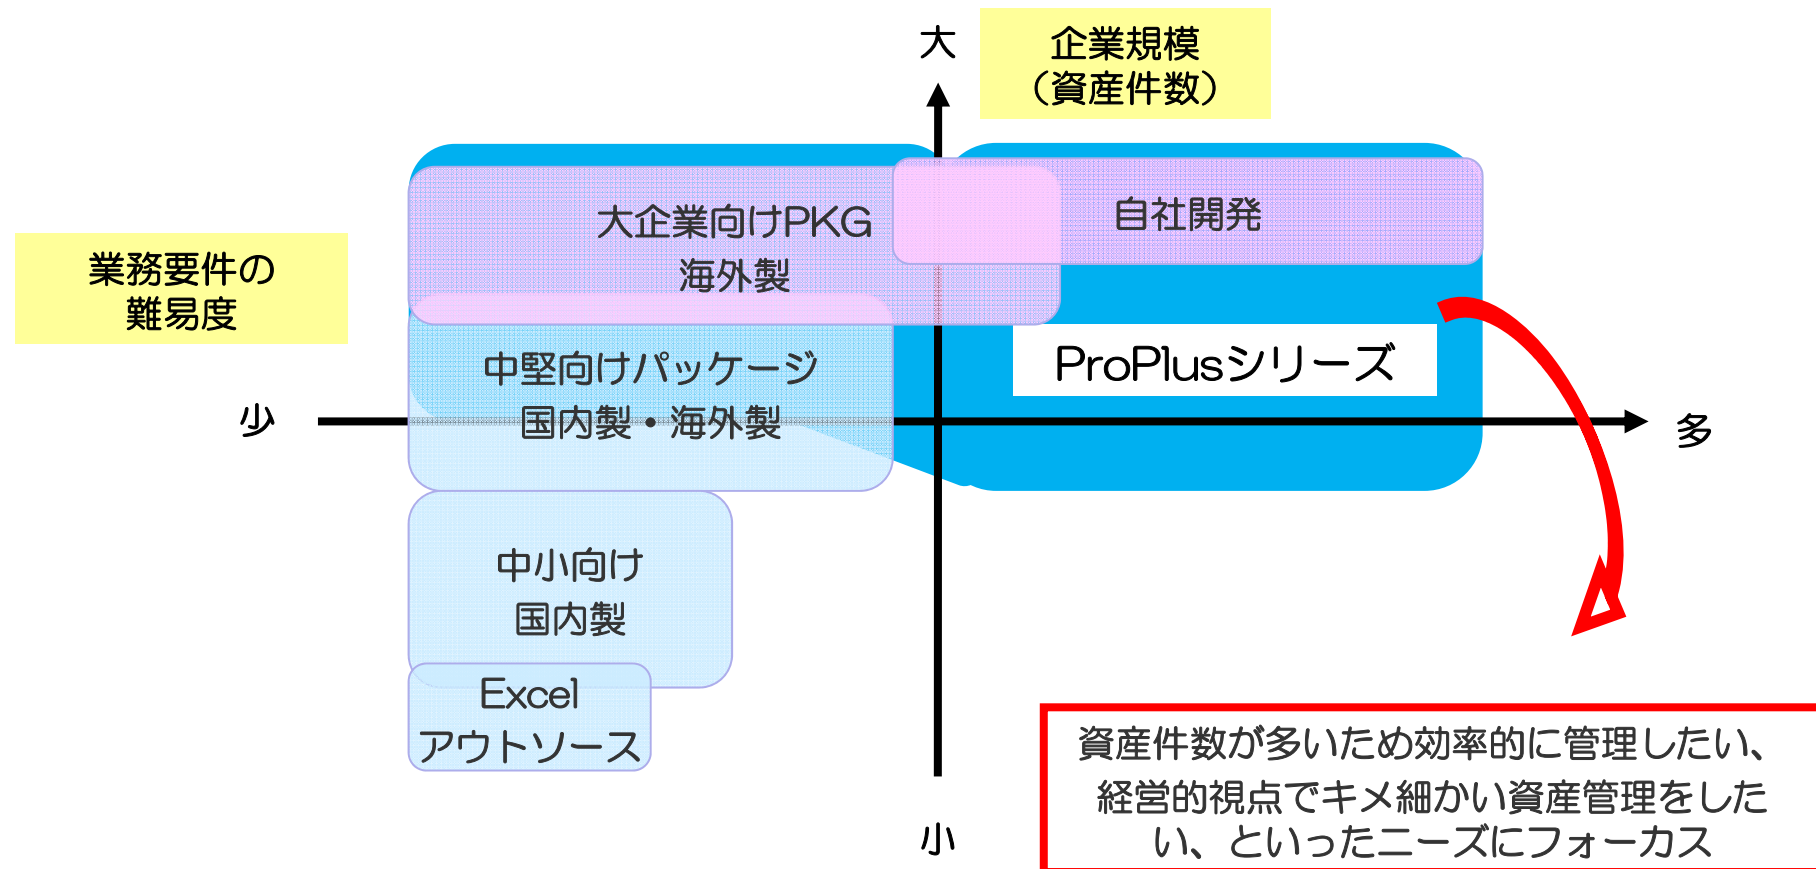 大
企業規模
（資産件数）
大企業向けPKG
海外製
自社開発
業務要件の
難易度
中堅向けパッケージ
国内製・海外製
ProPlusシリーズ
少
多
中小向け
国内製
Excel
アウトソース
小
資産件数が多いため効率的に管理したい、
経営的視点でキメ細かい資産管理をした
い、といったニーズにフォーカス